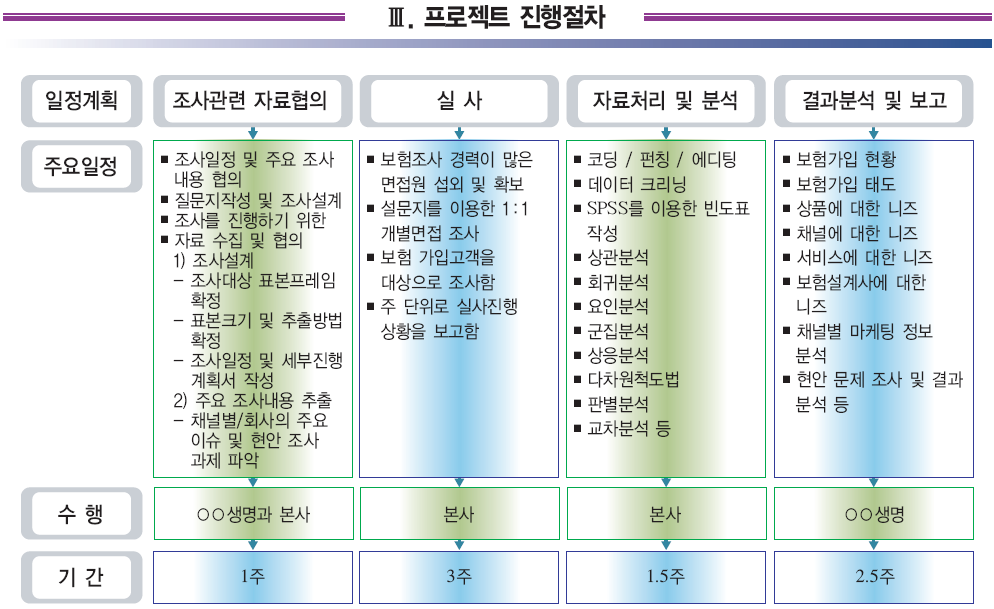 Ⅲ. 프로젝트 진행절차
일정계획
조사관련 자료협의
실 사
자료처리 및 분석
결과분석 및 보고
주요일정
▪ 조사일정 및 주요 조사
내용 협의
▪ 질문지작성 및 조사설계
▪ 조사를 진행하기 위한
▪ 자료 수집 및 협의
1) 조사설계
- 조사대상 표본프레임
확정
- 표본크기 및 추출방법
확정
- 조사일정 및 세부진행
계획서 작성
2) 주요 조사내용 추출
- 채널별/회사의 주요
이슈 및 현안 조사
과제 파악
▪ 보험조사 경력이 많은
면접원 섭외 및 확보
▪ 설문지를 이용한 1:1
개별면접 조사
▪ 보험 가입고객을
대상으로 조사함
▪ 주 단위로 실사진행
상황을 보고함
▪ 코딩 / 펀칭 / 에디팅
▪ 데이터 크리닝
▪ SPSS를 이용한 빈도표
작성
▪ 상관분석
▪ 회귀분석
▪ 요인분석
▪ 군집분석
▪ 상응분석
▪ 다차원척도법
▪ 판별분석
▪ 교차분석 등
▪ 보험가입 현황
▪ 보험가입 태도
▪ 상품에 대한 니즈
▪ 채널에 대한 니즈
▪ 서비스에 대한 니즈
▪ 보험설계사에 대한
니즈
▪ 채널별 마케팅 정보
분석
▪ 현안 문제 조사 및 결과
분석 등
수 행
○○생명과 본사
본사
본사
○○생명
기 간
1주
3주
1.5주
2.5주